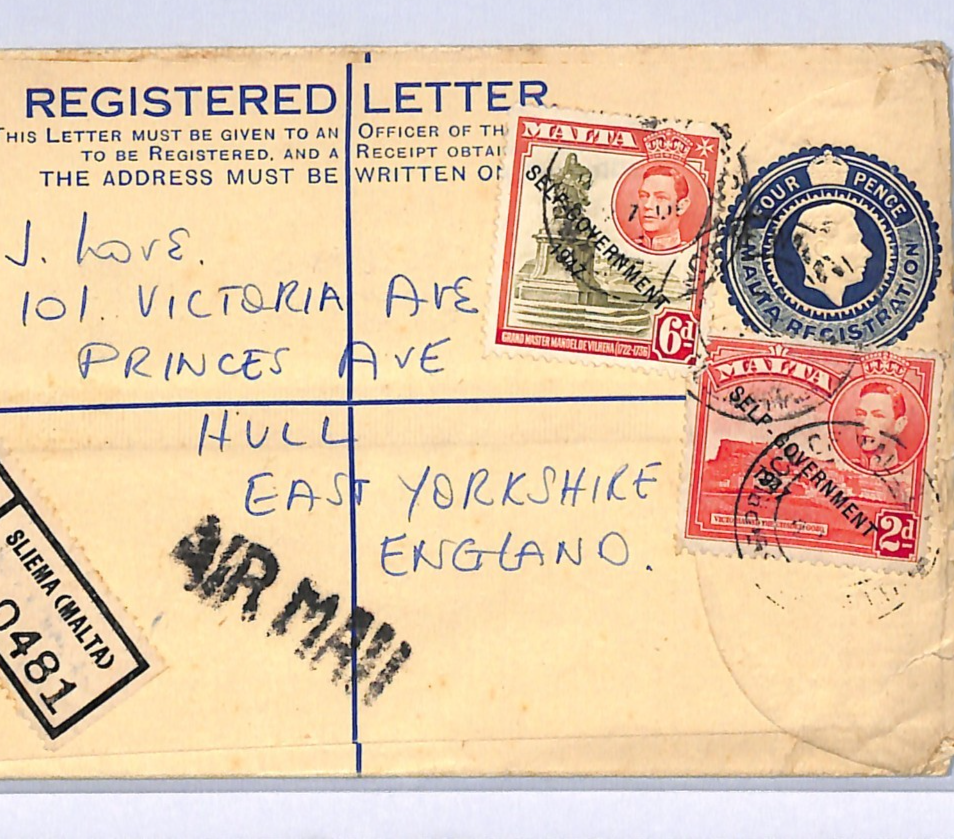 REGISTERED LETTER
THIS LETTER MUST BE GIVEN TO AN OFFICER OF TH
TO BE REGISTERED, AND A RECEIPT OBTAI
THE ADDRESS MUST BE WRITTEN ON
J. LOVE.
101 VICTORIA AVE
PRINCES AVE
HULL
EAST YORKSHIRE
ENGLAND.
AIR MAIL
SLIEMA (MALTA)
0481
MALTA
SELF-GOVERNMENT
1947
GRAND MASTER MANOEL DE VILHENA (1722-1736)
6d
FOUR PENCE
MALTA REGISTRATION
MALTA
SELF-GOVERNMENT
1947
2d